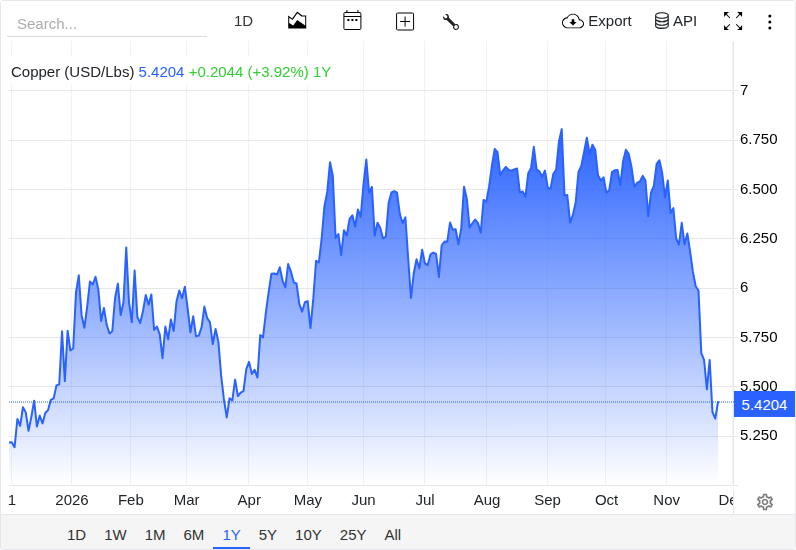 Search... 1D Export API
Copper (USD/Lbs) 5.4204 +0.2044 (+3.92%) 1Y
7
6.750
6.500
6.250
6
5.750
5.500
5.4204
5.250
1 2026 Feb Mar Apr May Jun Jul Aug Sep Oct Nov De
1D 1W 1M 6M 1Y 5Y 10Y 25Y All